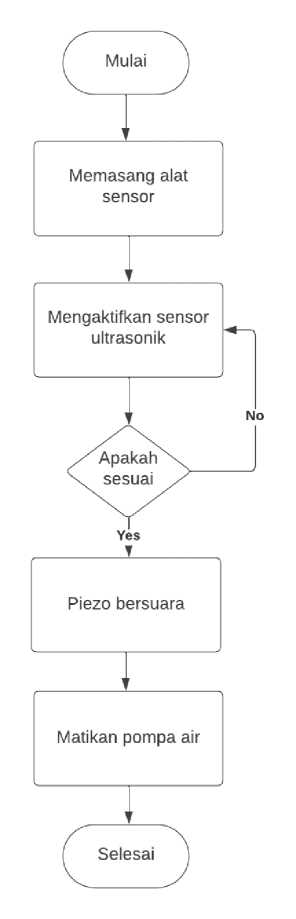 Mulai
Memasang alat
sensor
Mengaktifkan sensor
ultrasonik
No
Apakah
sesuai
Yes
Piezo bersuara
Matikan pompa air
Selesai